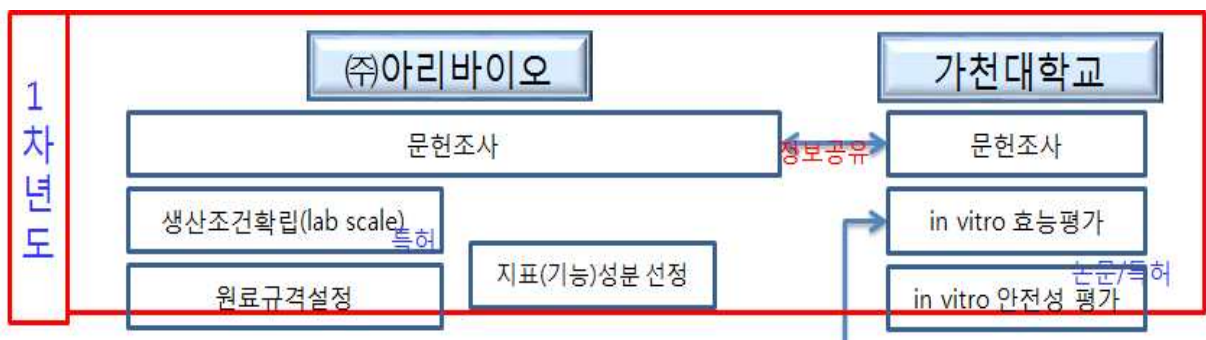 1차년도
㈜아리바이오
가천대학교
문헌조사
정보공유
문헌조사
생산조건확립(lab scale)
특허
in vitro 효능평가
지표(기능)성분 선정
논문/특허
원료규격설정
in vitro 안전성 평가